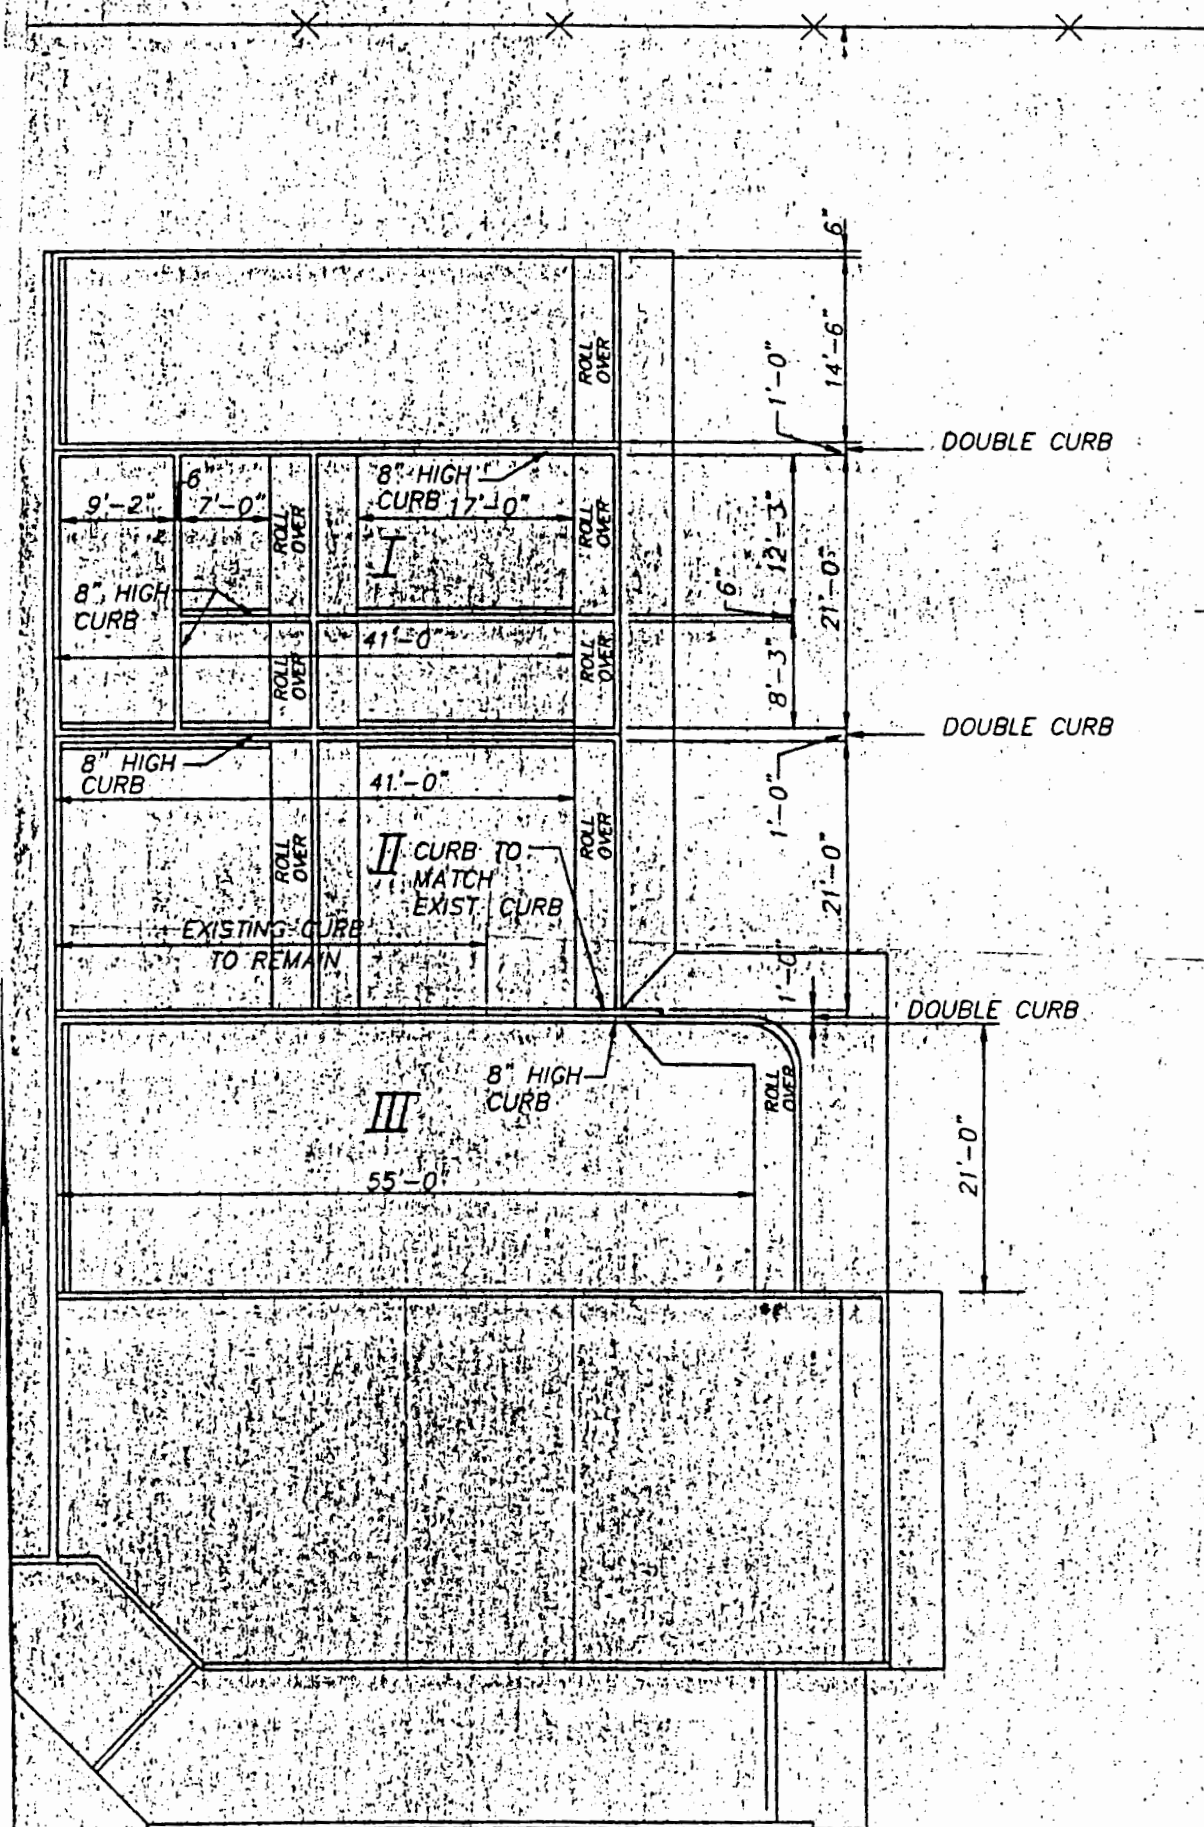 6"
14'-6"
ROLL
OVER
1'-0"
DOUBLE CURB
8" HIGH
CURB
6"
9'-2"
7'-0"
17'-0"
ROLL
OVER
ROLL
OVER
I
12'-3"
6"
21'-0"
8" HIGH
CURB
41'-0"
ROLL
OVER
ROLL
OVER
8'-3"
DOUBLE CURB
8" HIGH
CURB
41'-0"
1'-0"
ROLL
OVER
II
ROLL
OVER
CURB TO
MATCH
EXIST. CURB
21'-0"
EXISTING CURB
TO REMAIN
1'-0"
DOUBLE CURB
8" HIGH
CURB
ROLL
OVER
III
55'-0"
21'-0"